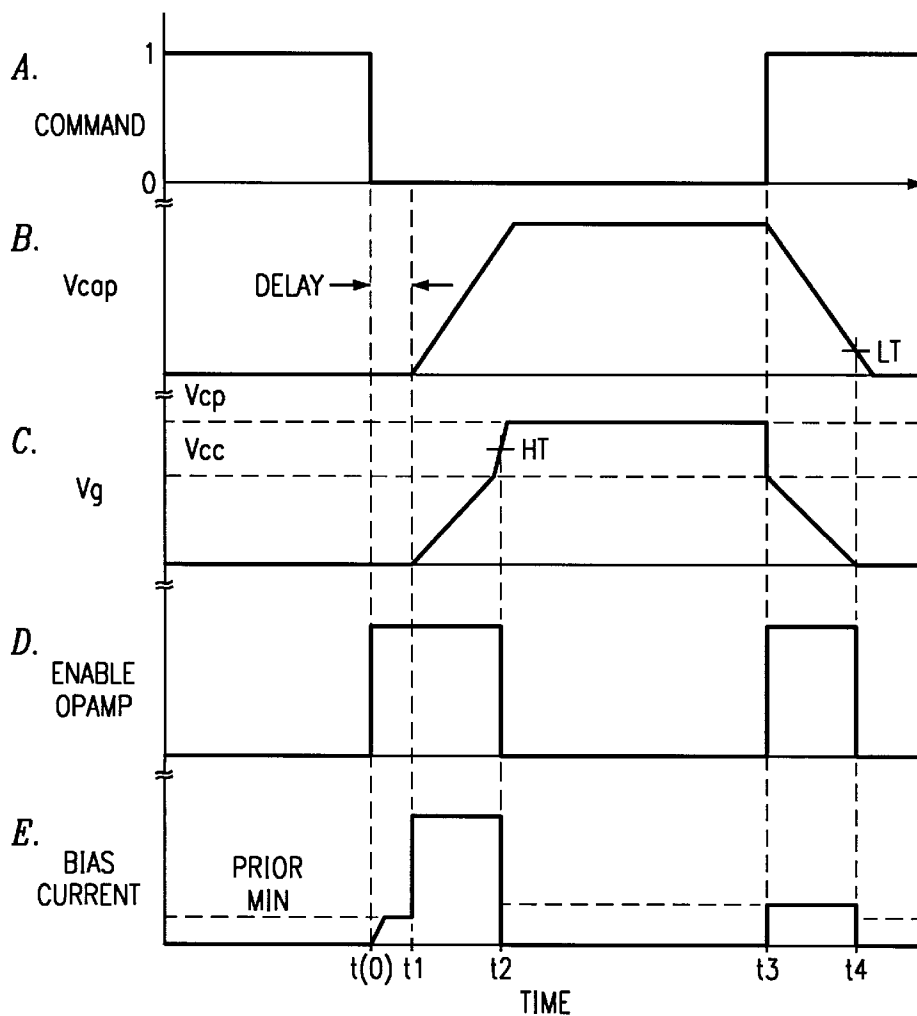 A.
1
COMMAND
0
B.
Vcap
DELAY
LT
Vcp
C.
Vcc
HT
Vg
D.
ENABLE
OPAMP
E.
BIAS
CURRENT
PRIOR
MIN
t(0) t1 t2 t3 t4
TIME